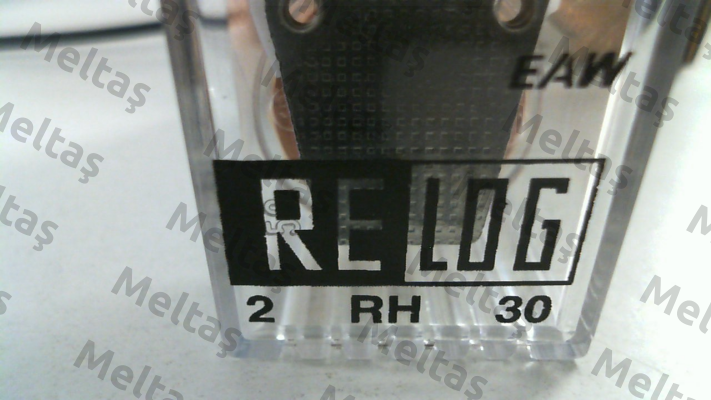 EAW
RELOG
2 RH 30
Meltaş